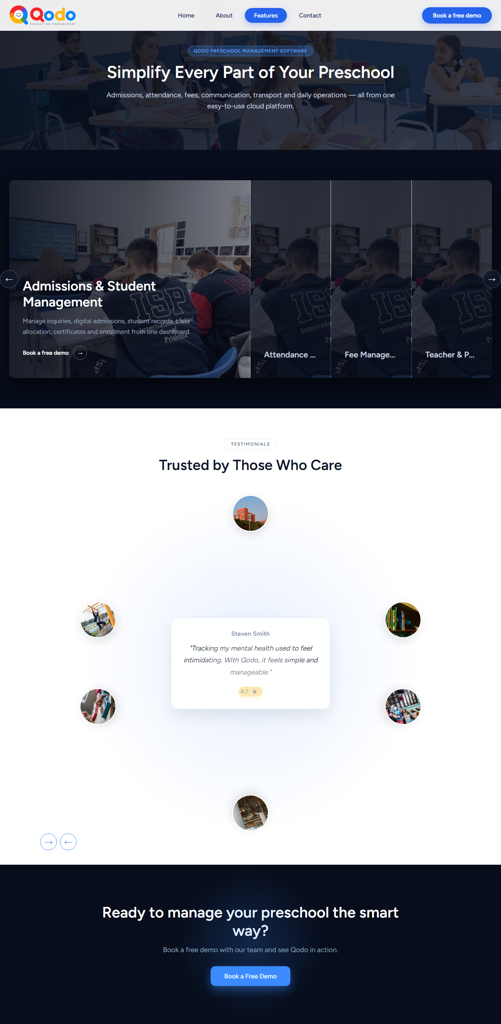 Qodo
Home
About
Features
Contact
Book a free demo
QODO PRESCHOOL MANAGEMENT SOFTWARE
Simplify Every Part of Your Preschool
Admissions, attendance, fees, communication, transport and daily operations — all from one
easy-to-use cloud platform.
Admissions & Student
Management
Manage inquiries, digital admissions, student records, class
allocation, certificates and enrollment from one dashboard.
Book a free demo →
ISP
Attendance ...
Fee Manage...
Teacher & P...
←
→
TESTIMONIALS
Trusted by Those Who Care
Steven Smith
"Tracking my mental health used to feel
intimidating. With Qodo, it feels simple and
manageable."
4.7
→ ←
Ready to manage your preschool the smart
way?
Book a free demo with our team and see Qodo in action.
Book a Free Demo